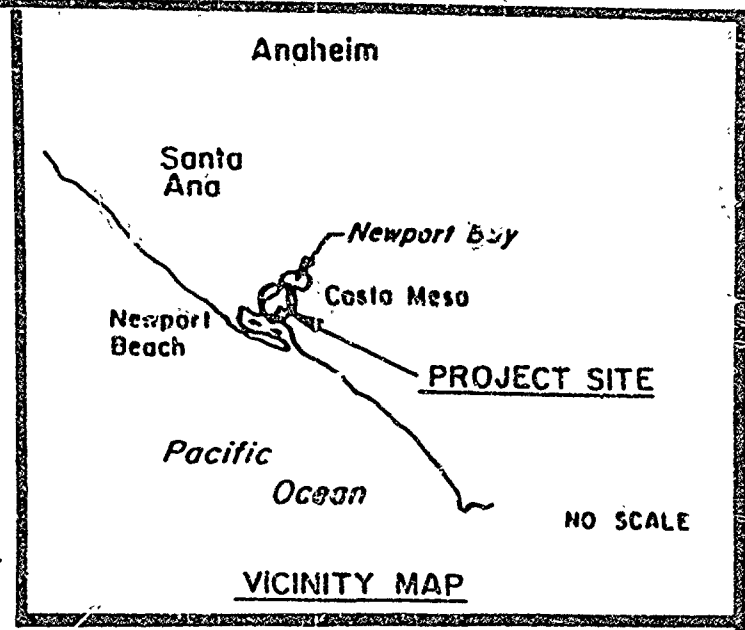 Anaheim
Santa
Ana
Newport Bay
Costa Mesa
Newport
Beach
PROJECT SITE
Pacific
Ocean
NO SCALE
VICINITY MAP